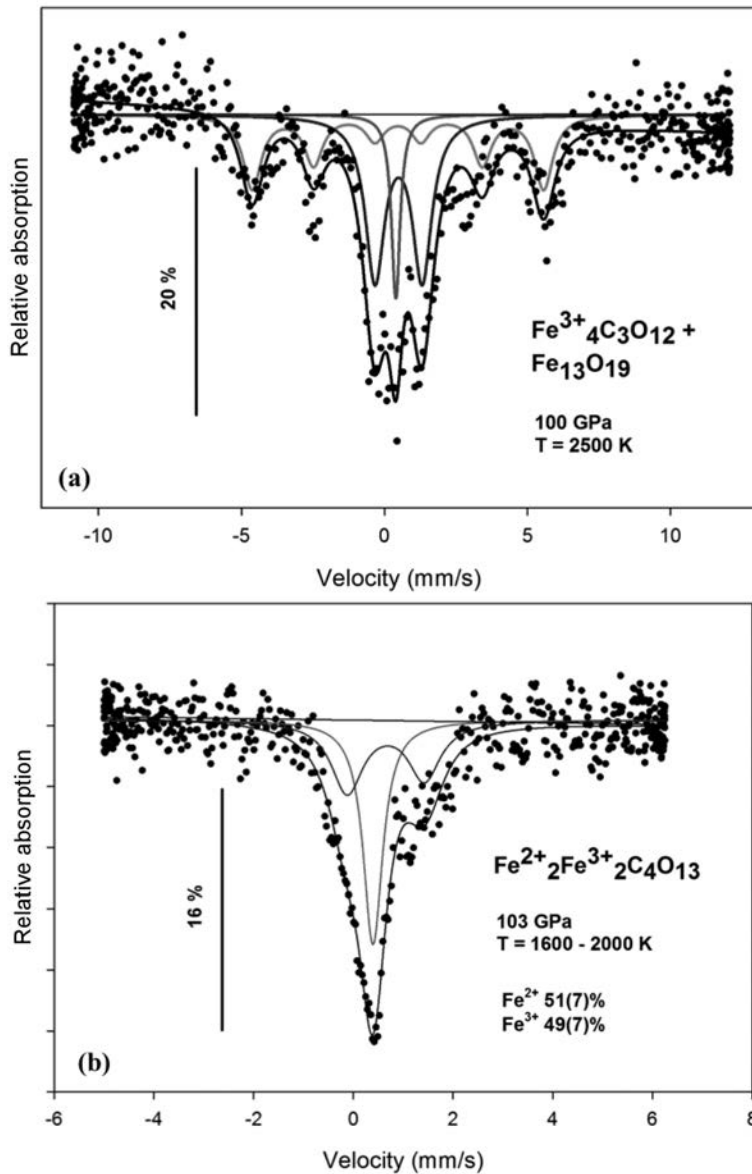 Relative absorption
20 %
Fe³⁺₄C₃O₁₂ +
Fe₁₃O₁₉
100 GPa
T = 2500 K
(a)
-10 -5 0 5 10
Velocity (mm/s)
Relative absorption
16 %
Fe²⁺₂Fe³⁺₂C₄O₁₃
103 GPa
T = 1600 - 2000 K
Fe²⁺ 51(7)%
Fe³⁺ 49(7)%
(b)
-6 -4 -2 0 2 4 6 8
Velocity (mm/s)